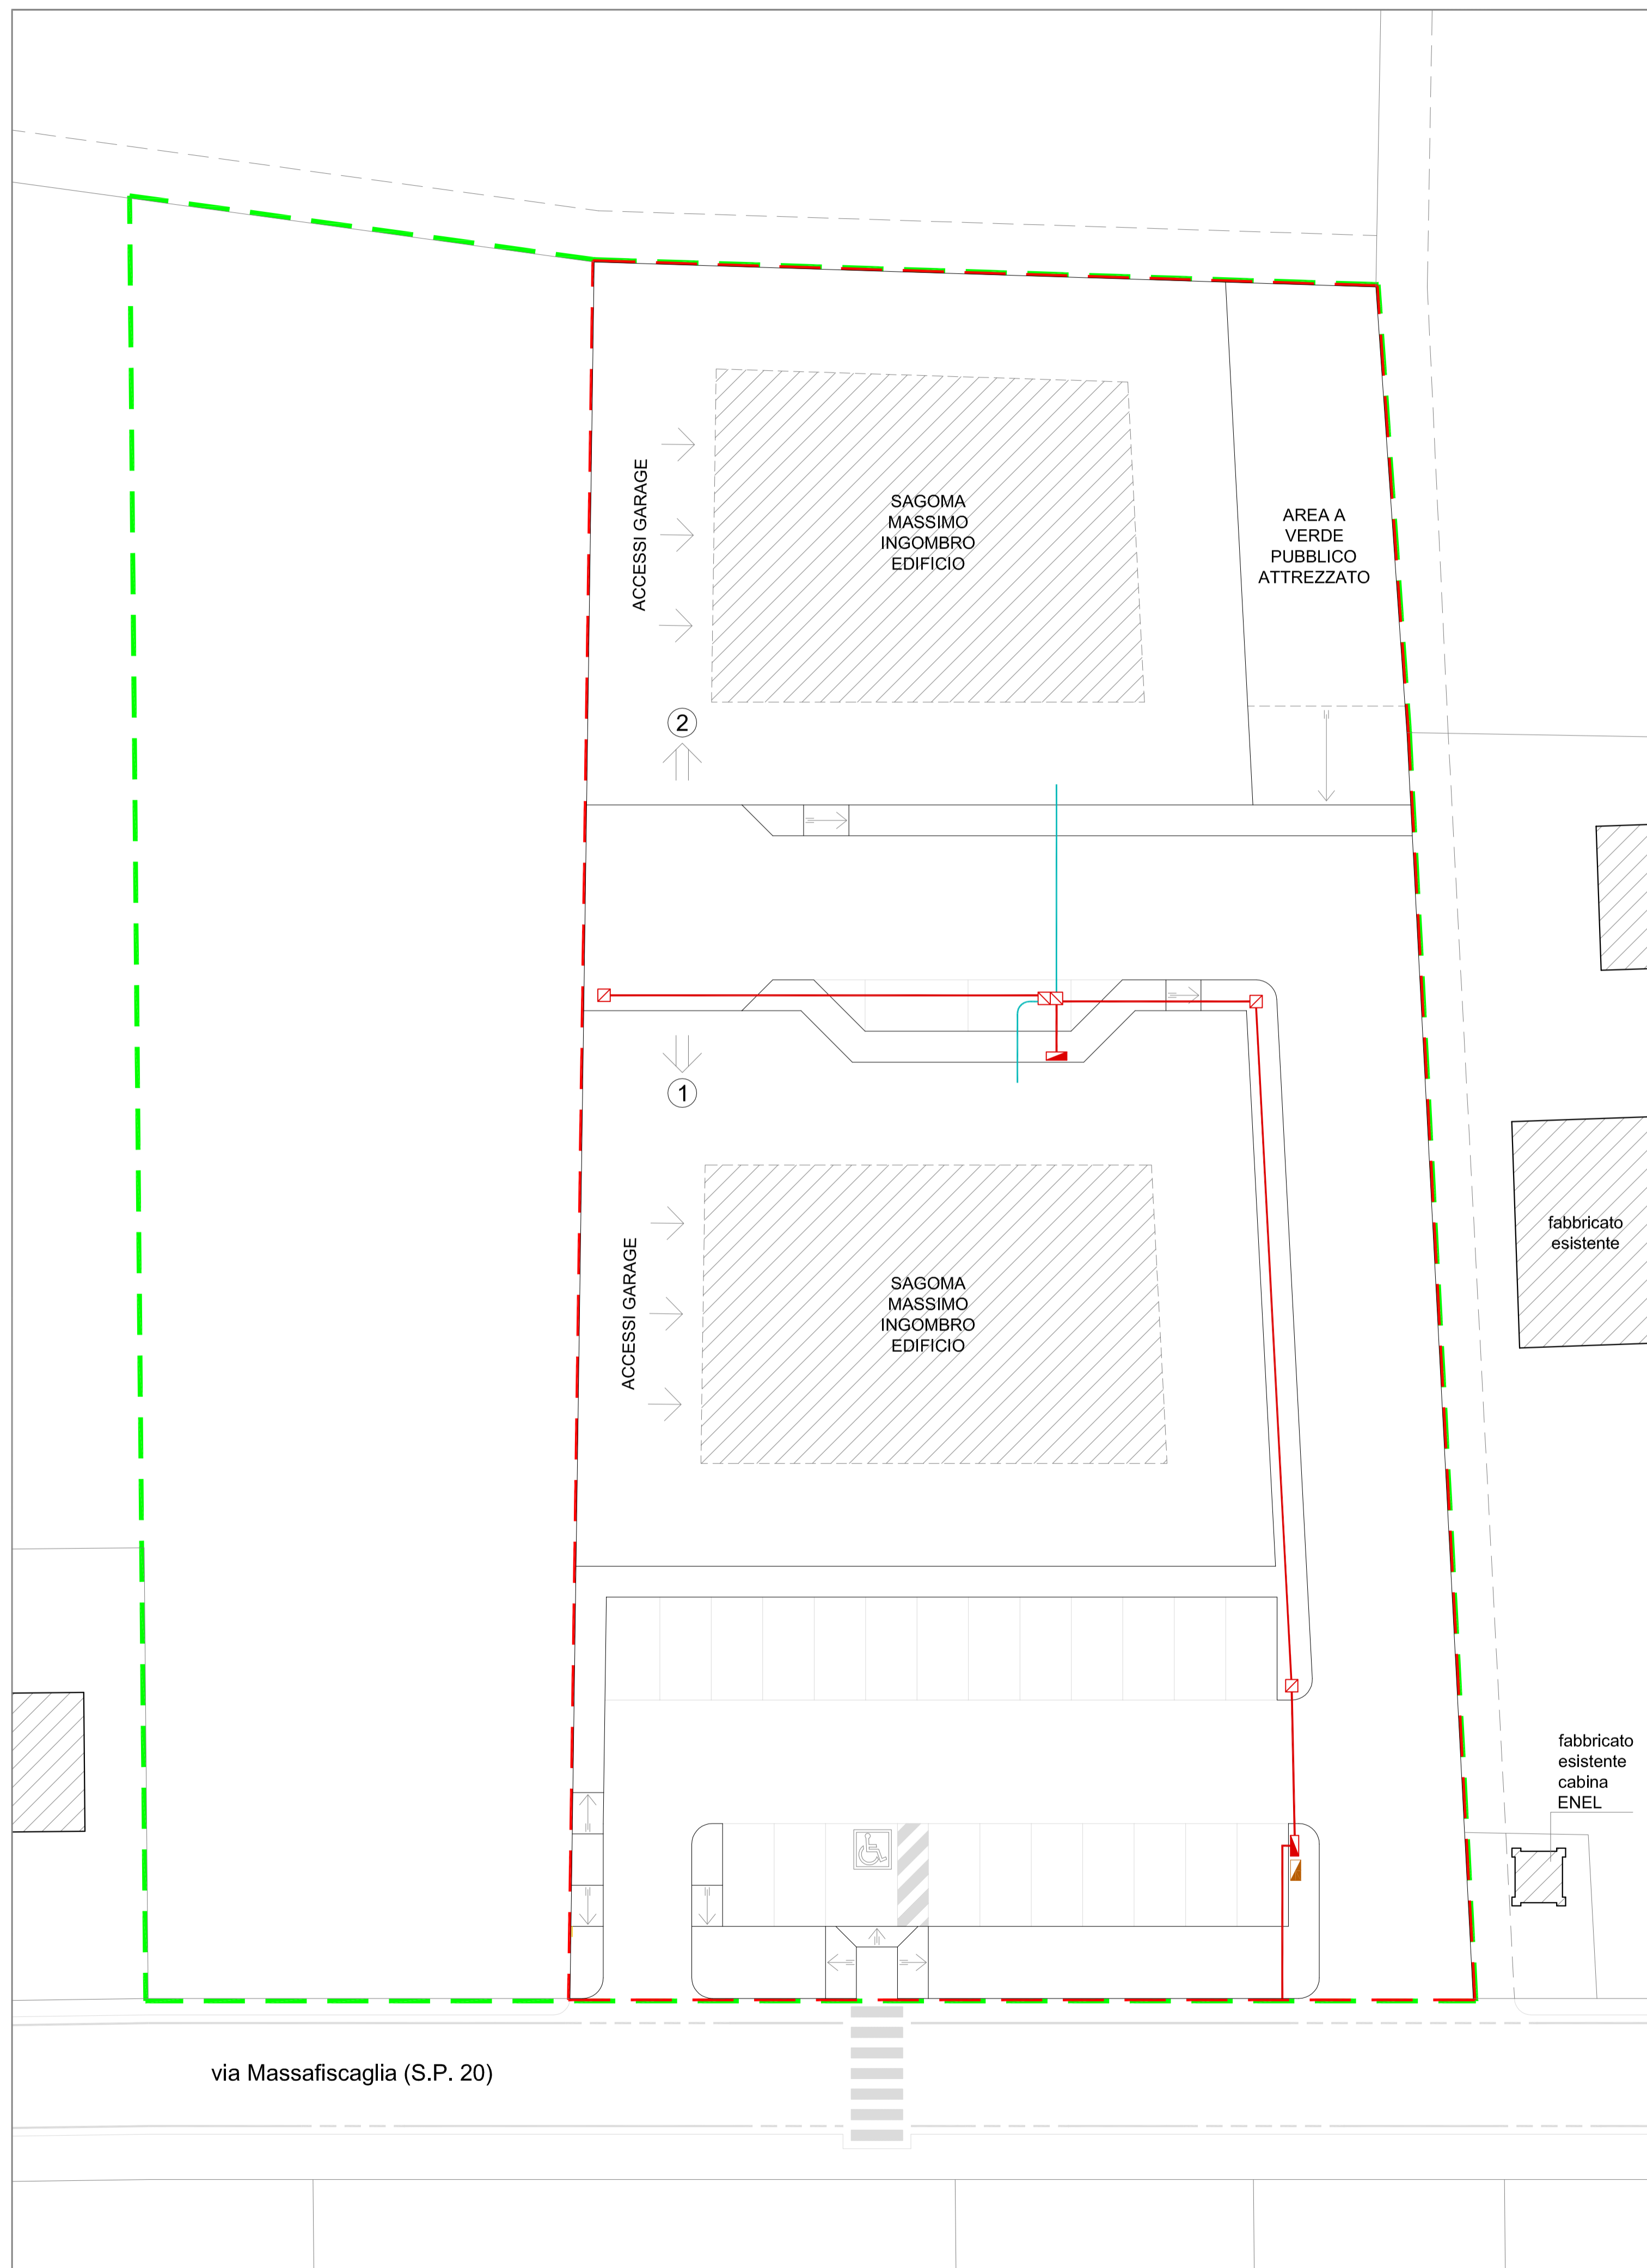 ACCESSI GARAGE
SAGOMA
MASSIMO
INGOMBRO
EDIFICIO
AREA A
VERDE
PUBBLICO
ATTREZZATO
2
1
ACCESSI GARAGE
SAGOMA
MASSIMO
INGOMBRO
EDIFICIO
fabbricato
esistente
fabbricato
esistente
cabina
ENEL
via Massafiscaglia (S.P. 20)